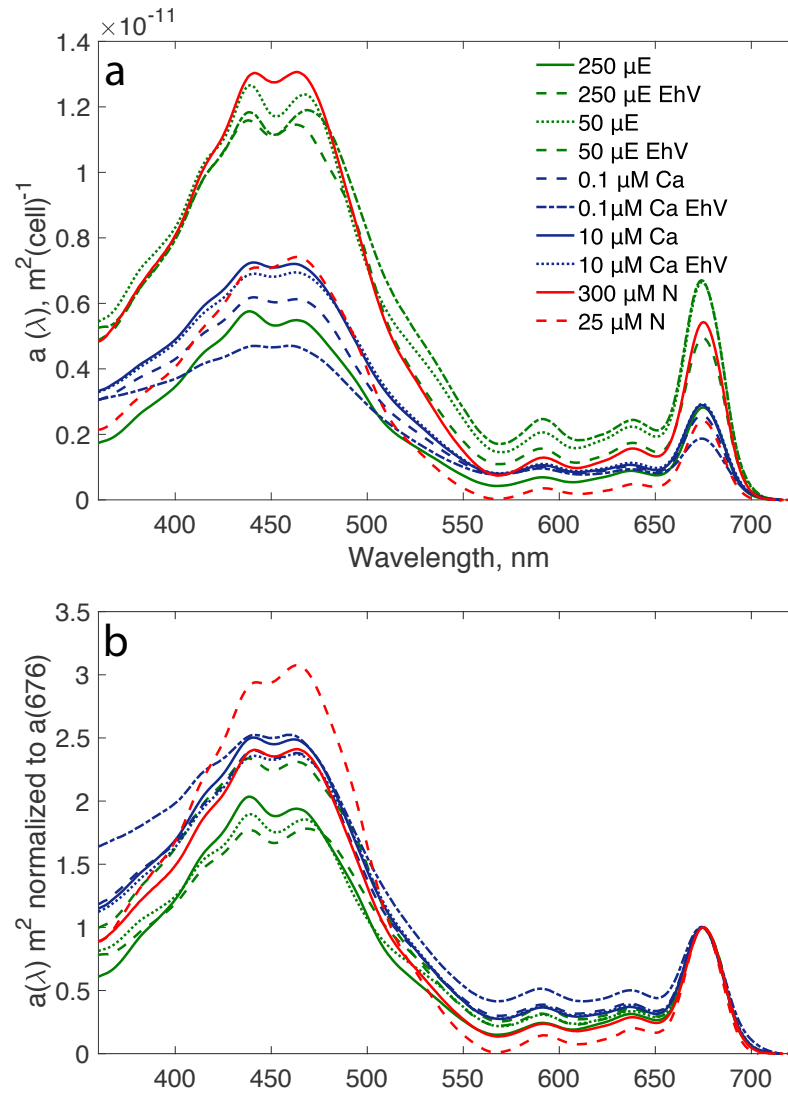 ×10⁻¹¹
a
1.4
1.2
1
0.8
0.6
0.4
0.2
0
a (λ), m²(cell)⁻¹
250 µE
250 µE EhV
50 µE
50 µE EhV
0.1 µM Ca
0.1µM Ca EhV
10 µM Ca
10 µM Ca EhV
300 µM N
25 µM N
400 450 500 550 600 650 700
Wavelength, nm
b
3.5
3
2.5
2
1.5
1
0.5
0
a(λ) m² normalized to a(676)
400 450 500 550 600 650 700